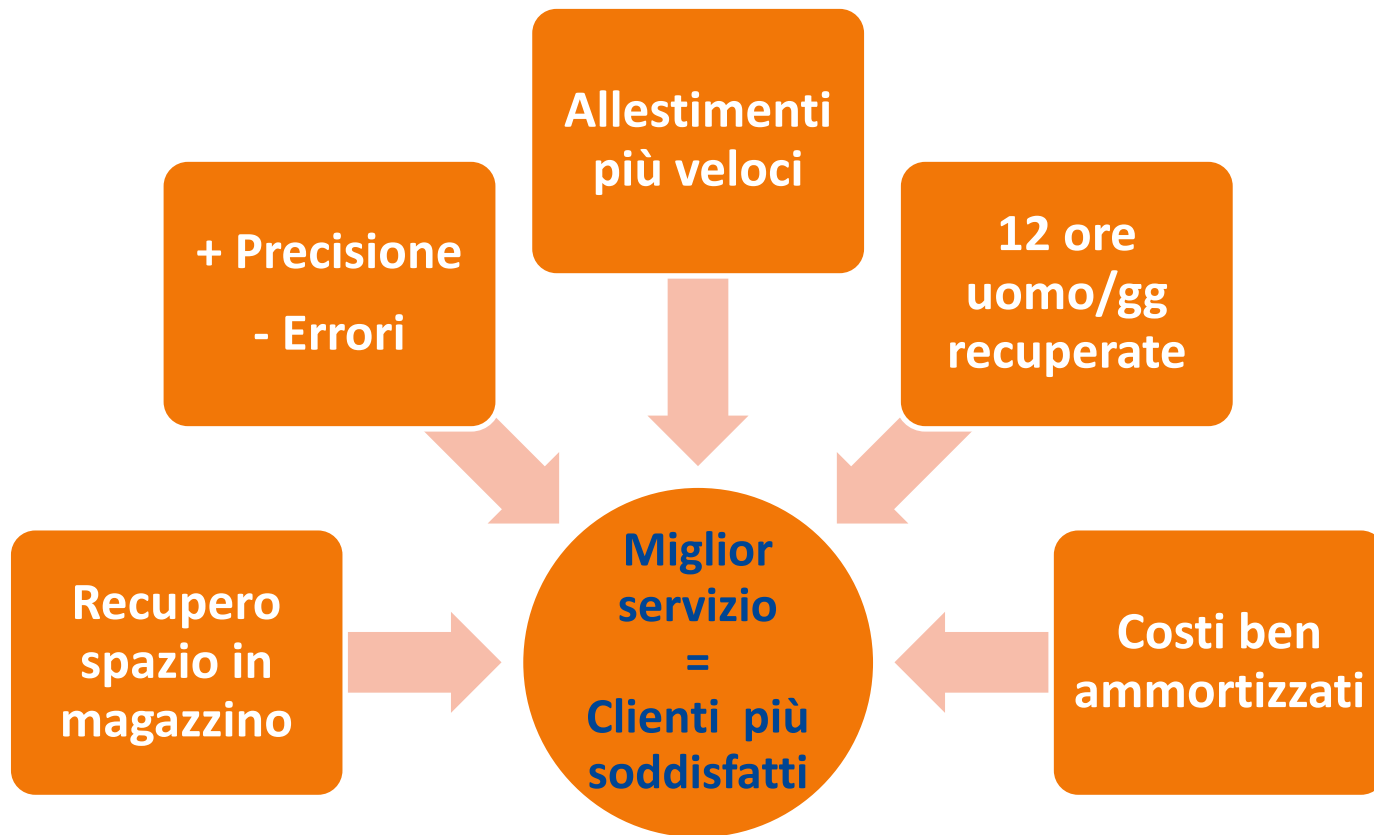 Allestimenti
più veloci
+ Precisione
- Errori
12 ore
uomo/gg
recuperate
Recupero
spazio in
magazzino
Miglior
servizio
=
Clienti  più
soddisfatti
Costi ben
ammortizzati